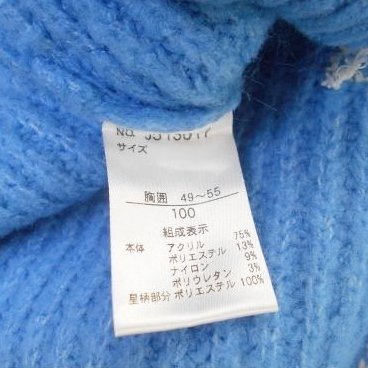 NO. J513017
サイズ
胸囲 49～55
100
組成表示
本体 アクリル 75%
ポリエステル 13%
ナイロン 9%
ポリウレタン 3%
星柄部分 ポリエステル 100%